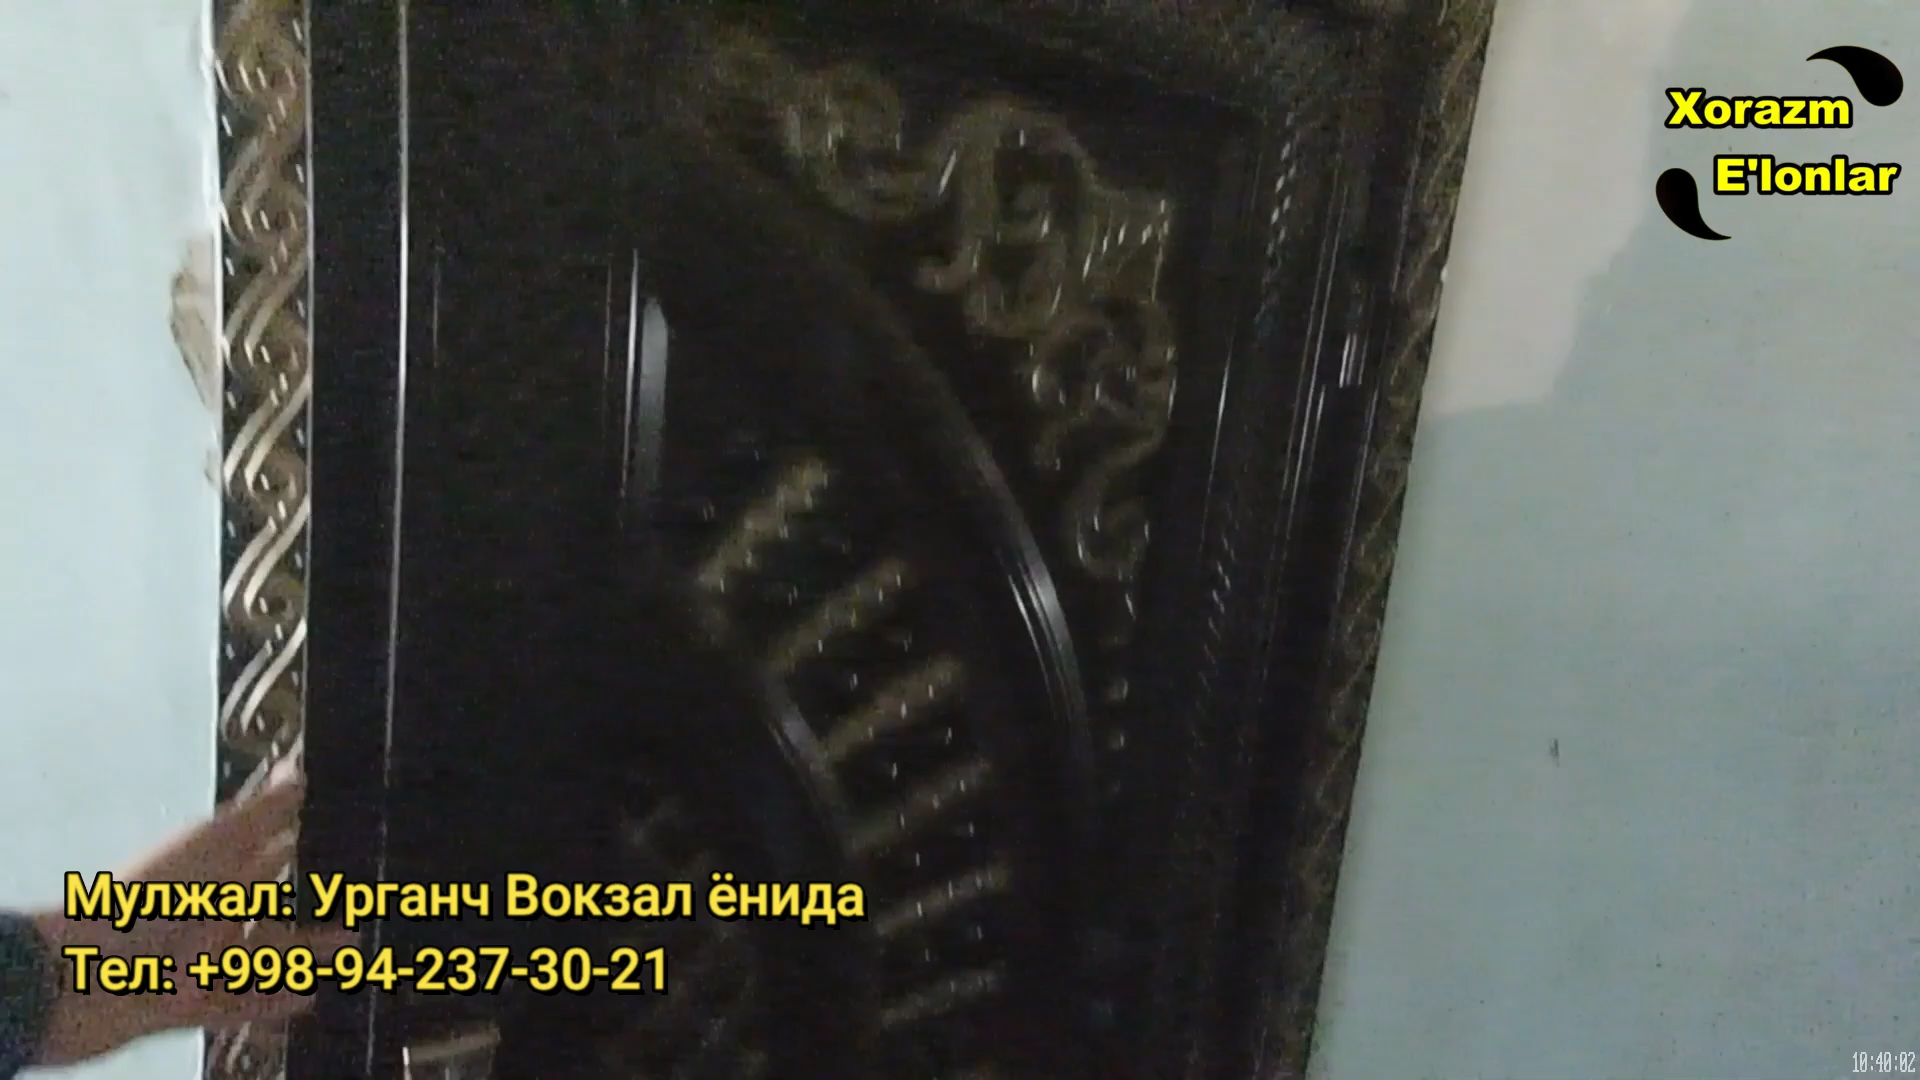 Xorazm
E'lonlar
Мулжал: Урганч Вокзал ёнида
Тел: +998-94-237-30-21
10:40:02